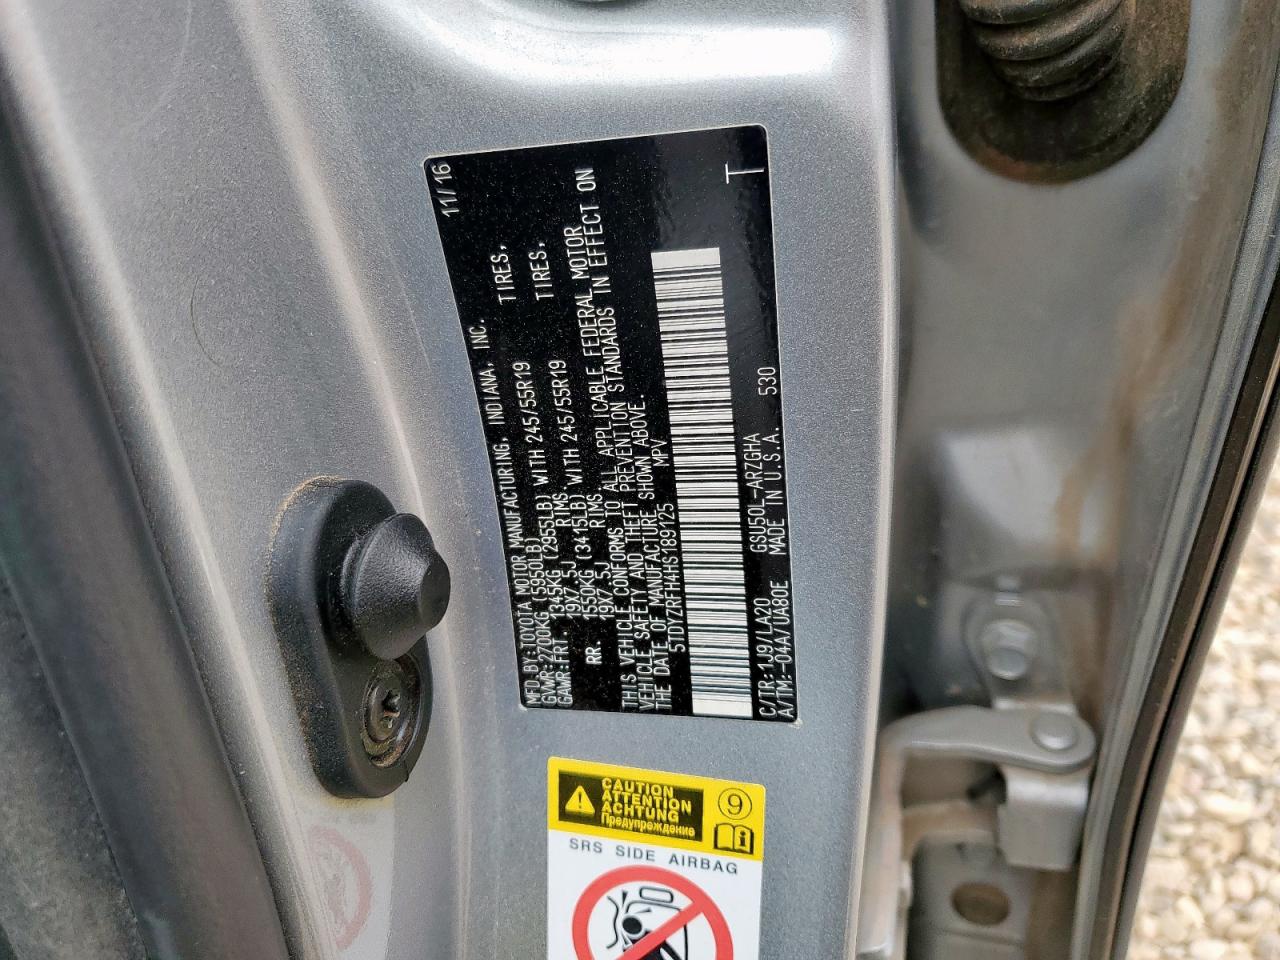 MFD.BY:TOYOTA MOTOR MANUFACTURING, INDIANA, INC. 11/16
GVWR:2700KG (5950LB)
GAWR:FRT. 1345KG (2955LB) WITH 245/55R19 TIRES,
19X7.5J RIMS
RR. 1550KG (3415LB) WITH 245/55R19 TIRES,
19X7.5J RIMS
THIS VEHICLE CONFORMS TO ALL APPLICABLE FEDERAL MOTOR
VEHICLE SAFETY AND THEFT PREVENTION STANDARDS IN EFFECT ON
THE DATE OF MANUFACTURE SHOWN ABOVE.
5TDYZRFH4HS189125 MPV
T
C/TR:1J9/LA20 GSU50L-ARZGHA
A/TM:-04A/UA80E MADE IN U.S.A. 530
CAUTION
ATTENTION
ACHTUNG
Предупреждение
9
i
SRS SIDE AIRBAG